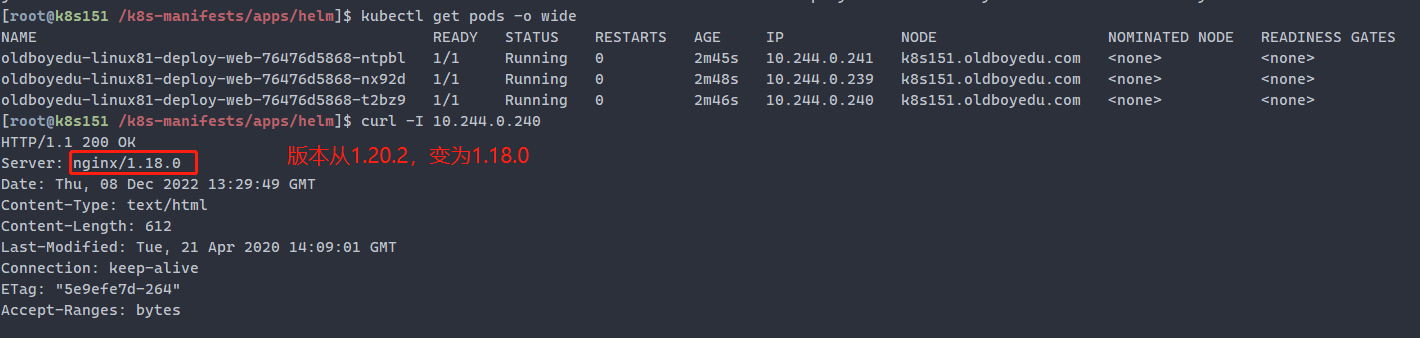 [root@k8s151 /k8s-manifests/apps/helm]$ kubectl get pods -o wide
NAME READY STATUS RESTARTS AGE IP NODE NOMINATED NODE READINESS GATES
oldboyedu-linux81-deploy-web-76476d5868-ntpbl 1/1 Running 0 2m45s 10.244.0.241 k8s151.oldboyedu.com <none> <none>
oldboyedu-linux81-deploy-web-76476d5868-nx92d 1/1 Running 0 2m48s 10.244.0.239 k8s151.oldboyedu.com <none> <none>
oldboyedu-linux81-deploy-web-76476d5868-t2bz9 1/1 Running 0 2m46s 10.244.0.240 k8s151.oldboyedu.com <none> <none>
[root@k8s151 /k8s-manifests/apps/helm]$ curl -I 10.244.0.240
HTTP/1.1 200 OK
Server: nginx/1.18.0 版本从1.20.2，变为1.18.0
Date: Thu, 08 Dec 2022 13:29:49 GMT
Content-Type: text/html
Content-Length: 612
Last-Modified: Tue, 21 Apr 2020 14:09:01 GMT
Connection: keep-alive
ETag: "5e9efe7d-264"
Accept-Ranges: bytes